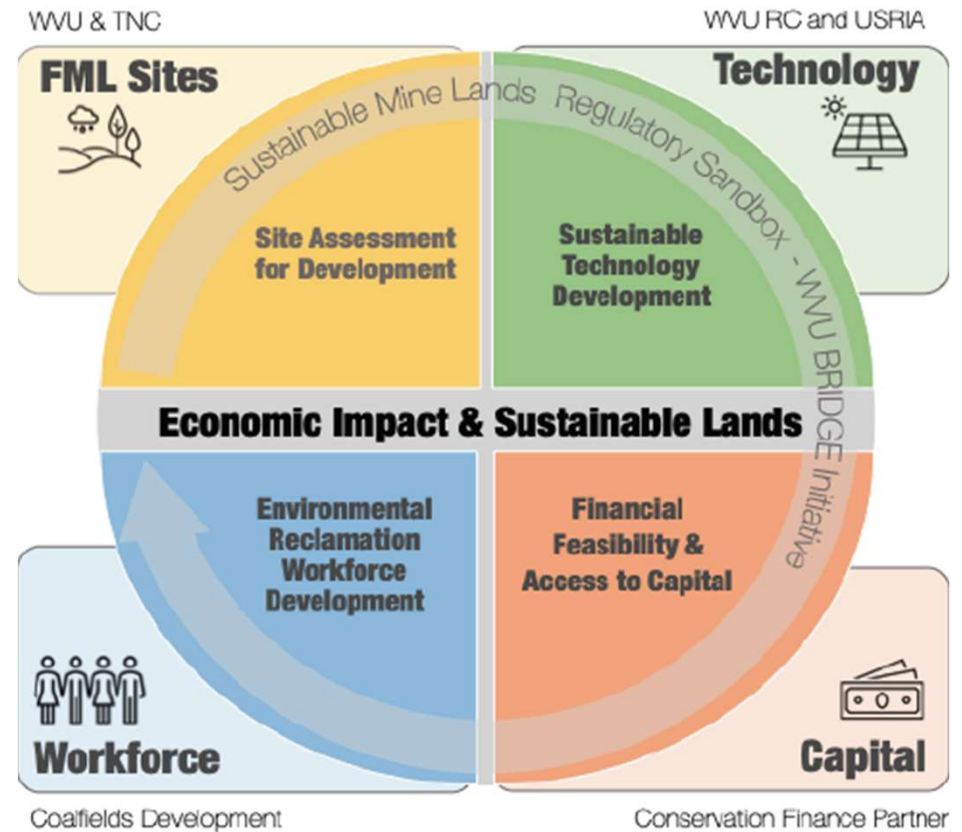 WVU & TNC
WVU RC and USRIA
FML Sites
Technology
Sustainable Mine Lands Regulatory Sandbox - WVU BRIDGE Initiative
Site Assessment
for Development
Sustainable
Technology
Development
Economic Impact & Sustainable Lands
Environmental
Reclamation
Workforce
Development
Financial
Feasibility &
Access to Capital
Workforce
Capital
Coalfields Development
Conservation Finance Partner